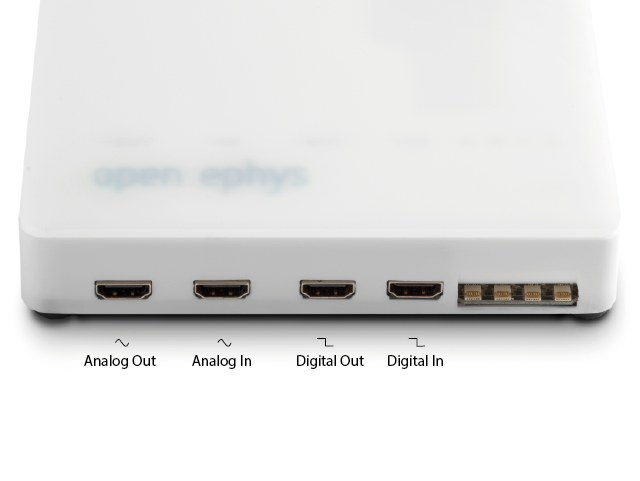 open ephys
Analog Out
Analog In
Digital Out
Digital In